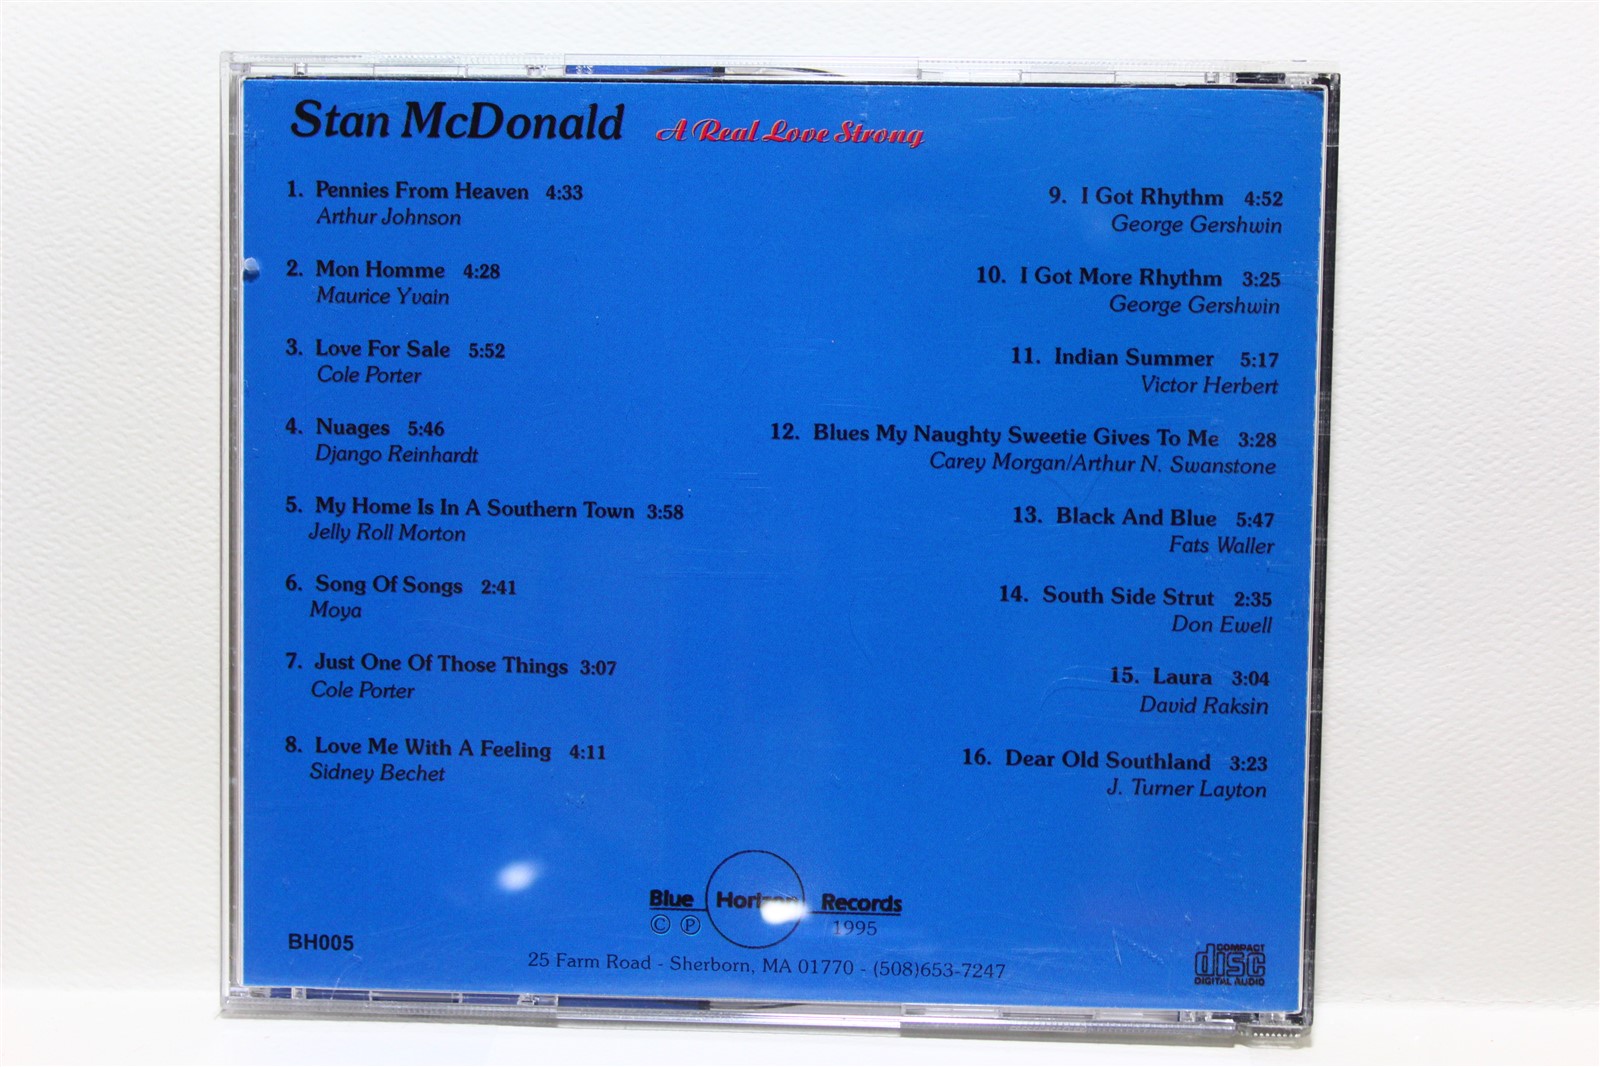 Stan McDonald A Real Love Strong
1. Pennies From Heaven 4:33
Arthur Johnson
2. Mon Homme 4:28
Maurice Yvain
3. Love For Sale 5:52
Cole Porter
4. Nuages 5:46
Django Reinhardt
5. My Home Is In A Southern Town 3:58
Jelly Roll Morton
6. Song Of Songs 2:41
Moya
7. Just One Of Those Things 3:07
Cole Porter
8. Love Me With A Feeling 4:11
Sidney Bechet
9. I Got Rhythm 4:52
George Gershwin
10. I Got More Rhythm 3:25
George Gershwin
11. Indian Summer 5:17
Victor Herbert
12. Blues My Naughty Sweetie Gives To Me 3:28
Carey Morgan/Arthur N. Swanstone
13. Black And Blue 5:47
Fats Waller
14. South Side Strut 2:35
Don Ewell
15. Laura 3:04
David Raksin
16. Dear Old Southland 3:23
J. Turner Layton
Blue Horizon Records
© ℗ 1995
BH005
25 Farm Road - Sherborn, MA 01770 - (508)653-7247
COMPACT
disc
DIGITAL AUDIO